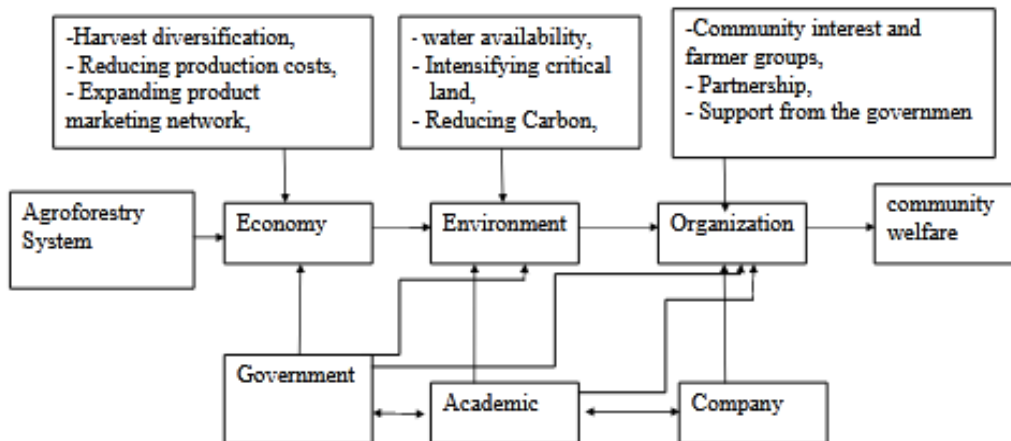 -Harvest diversification,
- Reducing production costs,
- Expanding product
marketing network,
- water availability,
- Intensifying critical
land,
- Reducing Carbon,
-Community interest and
farmer groups,
- Partnership,
- Support from the governmen
Agroforestry
System
Economy
Environment
Organization
community
welfare
Government
Academic
Company